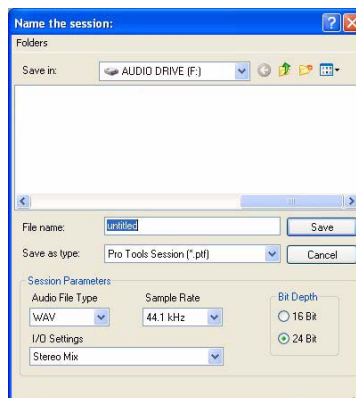 Name the session:
Folders
Save in: AUDIO DRIVE (F:)
File name: untitled Save
Save as type: Pro Tools Session (*.ptf) Cancel
Session Parameters
Audio File Type Sample Rate Bit Depth
WAV 44.1 kHz 16 Bit
I/O Settings 24 Bit
Stereo Mix